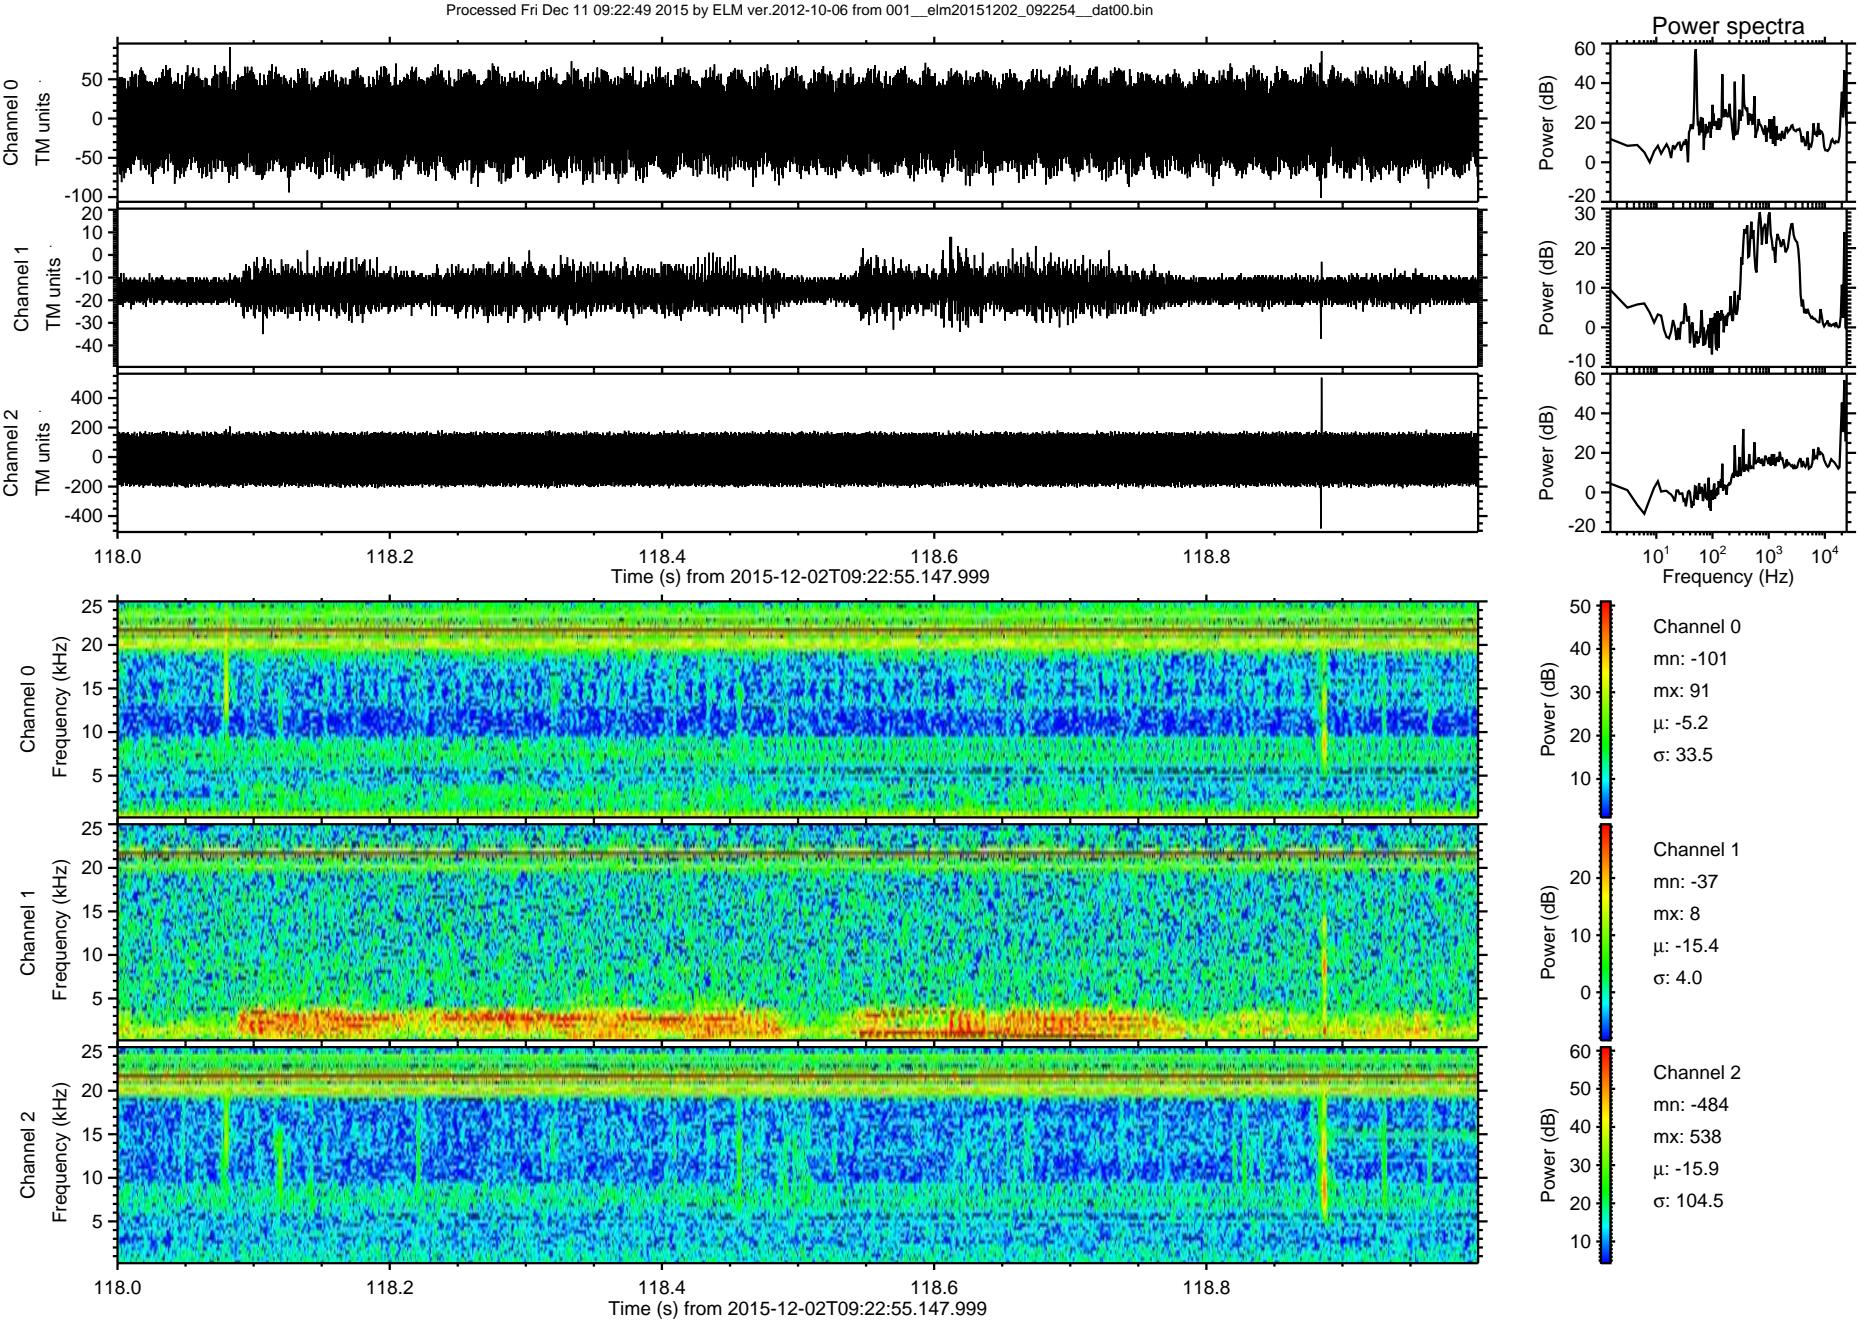 Processed Fri Dec 11 09:22:49 2015 by ELM ver.2012-10-06 from 001__elm20151202_092254__dat00.bin
Power spectra
Channel 0
TM units
50
0
-50
-100
Power (dB)
60
40
20
0
-20
Channel 1
TM units
20
10
0
-10
-20
-30
-40
Power (dB)
30
20
10
0
-10
Channel 2
TM units
400
200
0
-200
-400
Power (dB)
60
40
20
0
-20
118.0 118.2 118.4 118.6 118.8
Time (s) from 2015-12-02T09:22:55.147.999
10^1 10^2 10^3 10^4
Frequency (Hz)
Channel 0
Frequency (kHz)
25
20
15
10
5
Power (dB)
50
40
30
20
10
Channel 0
mn: -101
mx: 91
μ: -5.2
σ: 33.5
Channel 1
Frequency (kHz)
25
20
15
10
5
Power (dB)
20
10
0
Channel 1
mn: -37
mx: 8
μ: -15.4
σ: 4.0
Channel 2
Frequency (kHz)
25
20
15
10
5
Power (dB)
60
50
40
30
20
10
Channel 2
mn: -484
mx: 538
μ: -15.9
σ: 104.5
118.0 118.2 118.4 118.6 118.8
Time (s) from 2015-12-02T09:22:55.147.999